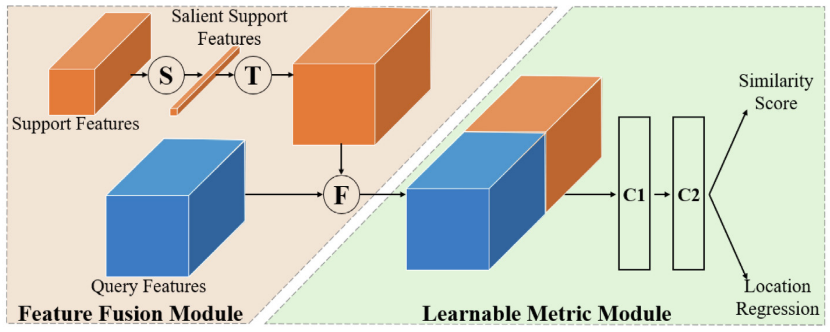 Salient Support
Features
S
T
Support Features
F
Query Features
Feature Fusion Module
C1
C2
Similarity
Score
Location
Regression
Learnable Metric Module